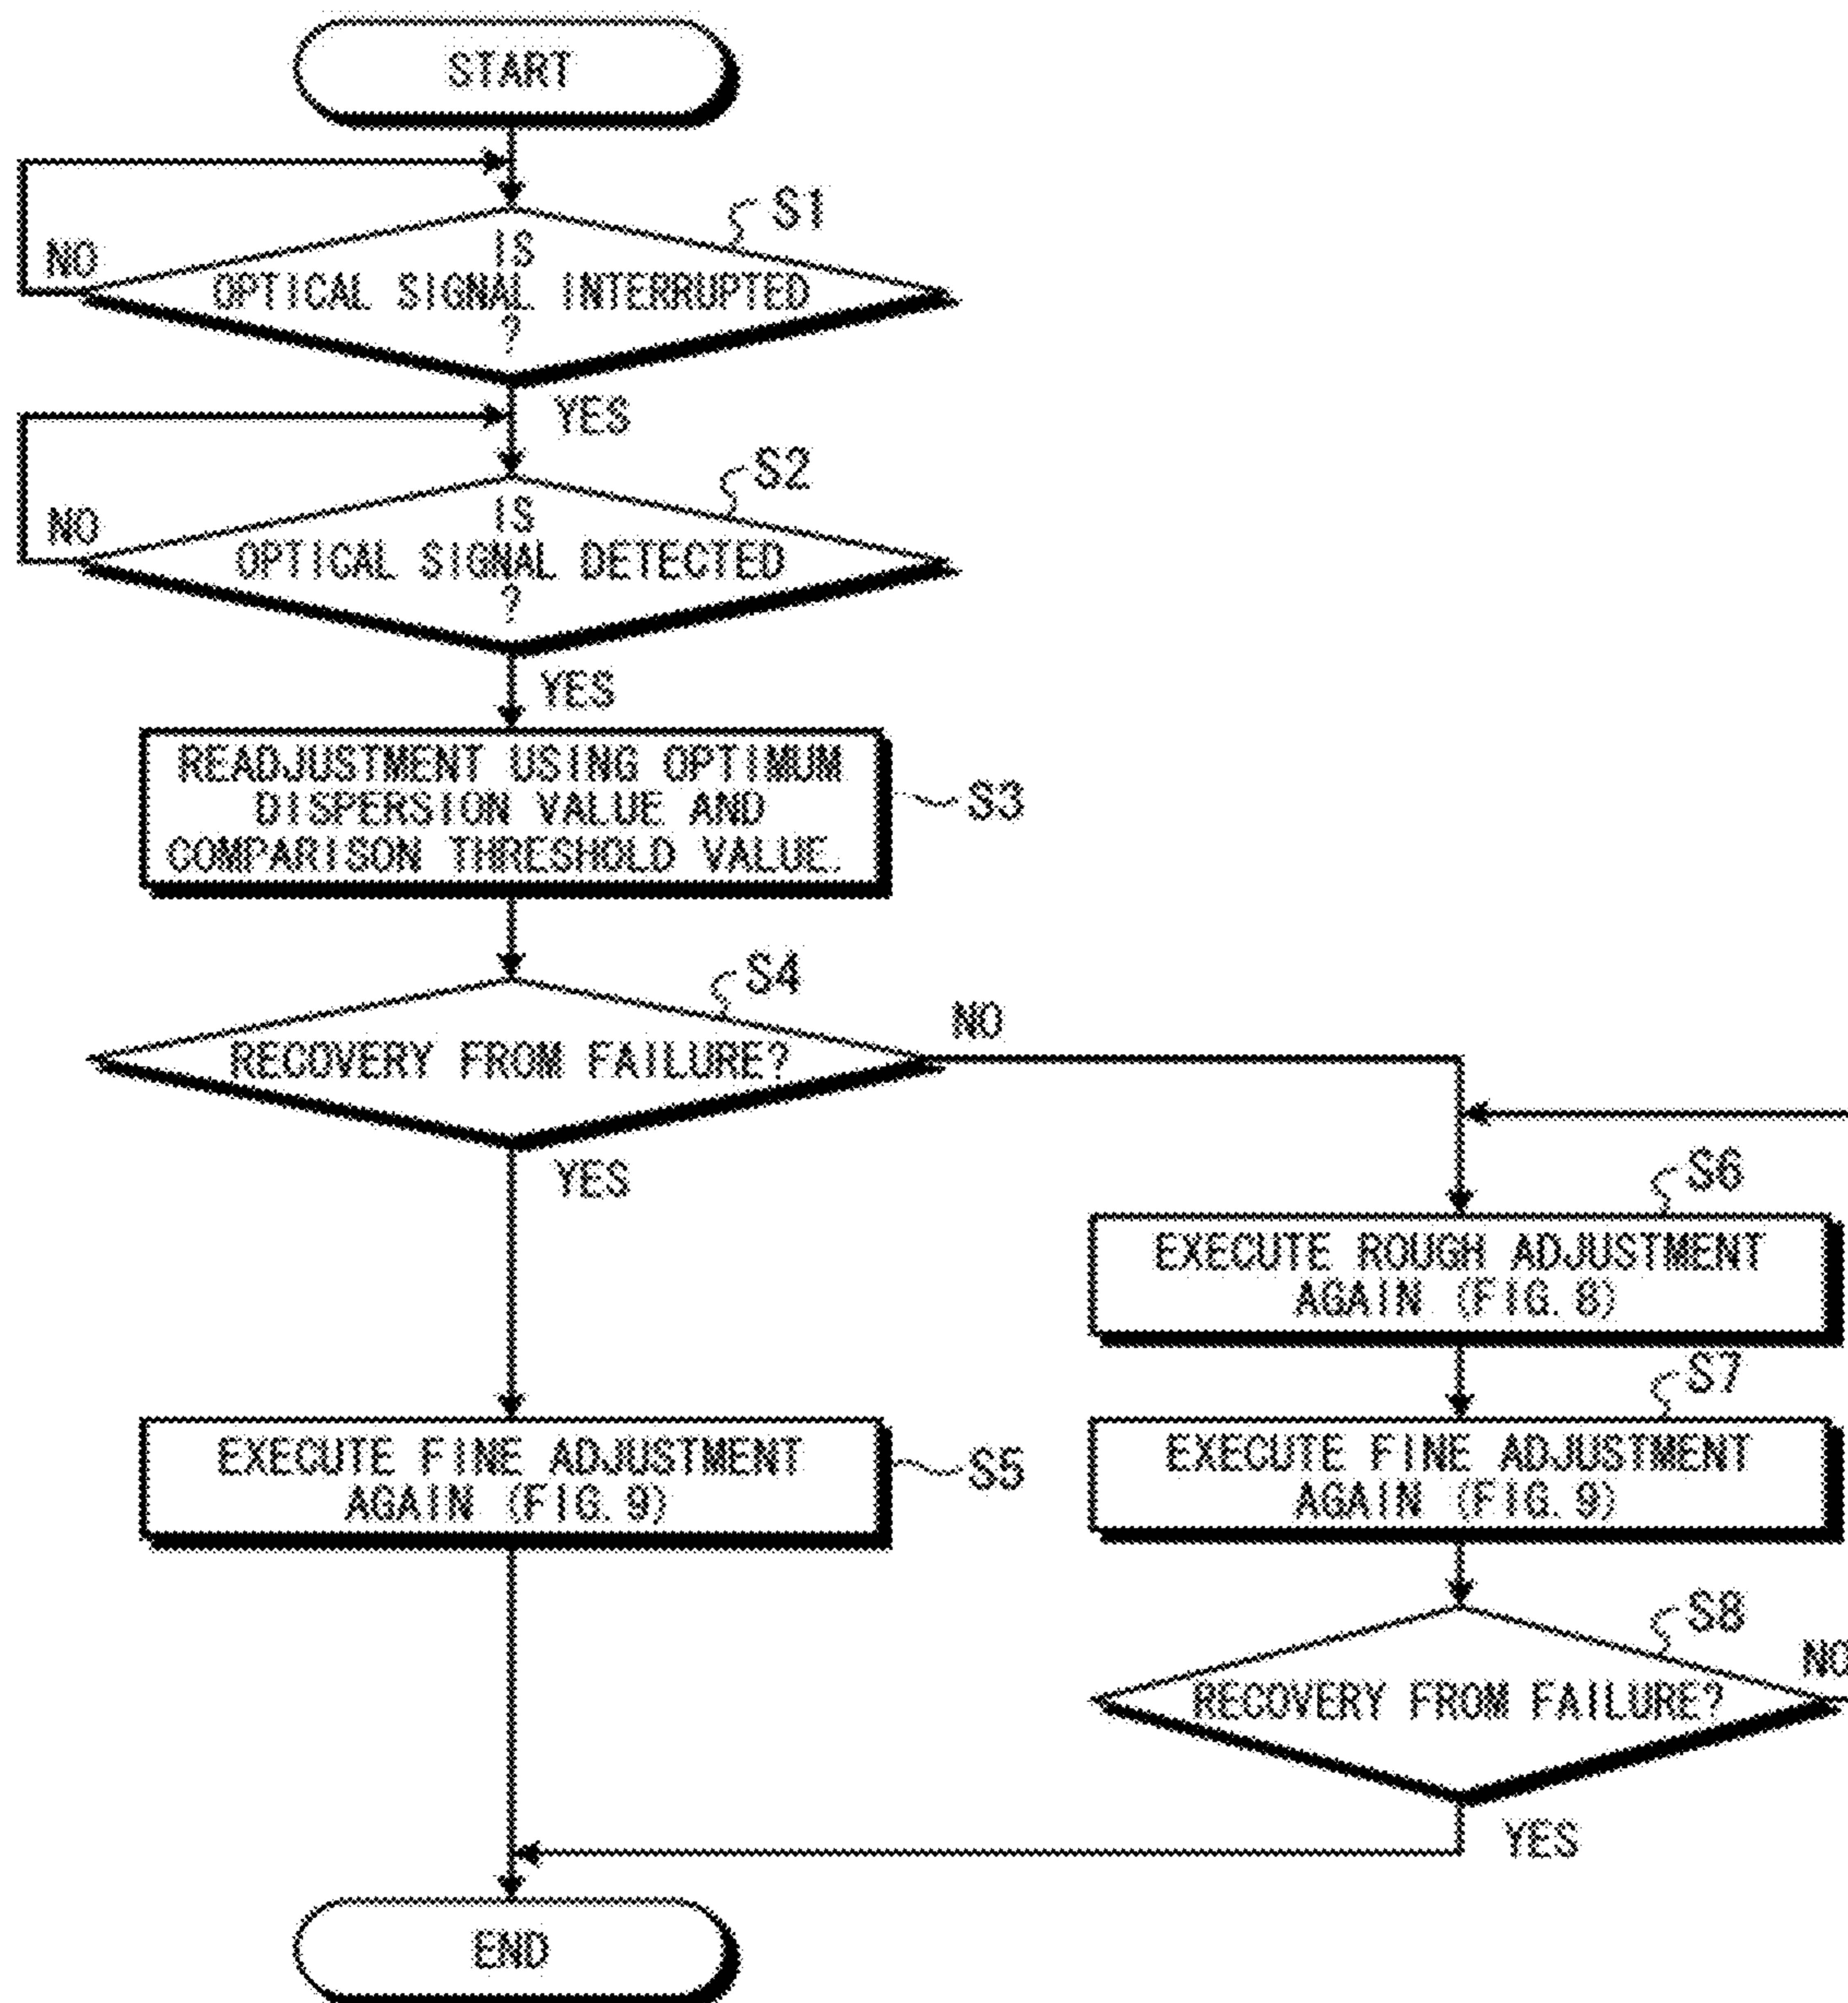 START
S1
NO
IS
OPTICAL SIGNAL INTERRUPTED
?
YES
S2
NO
IS
OPTICAL SIGNAL DETECTED
?
YES
READJUSTMENT USING OPTIMUM
DISPERSION VALUE AND
COMPARISON THRESHOLD VALUE.
S3
S4
NO
RECOVERY FROM FAILURE?
YES
S6
EXECUTE ROUGH ADJUSTMENT
AGAIN (FIG. 8)
S7
EXECUTE FINE ADJUSTMENT
AGAIN (FIG. 9)
S5
EXECUTE FINE ADJUSTMENT
AGAIN (FIG. 9)
S8
NO
RECOVERY FROM FAILURE?
YES
END